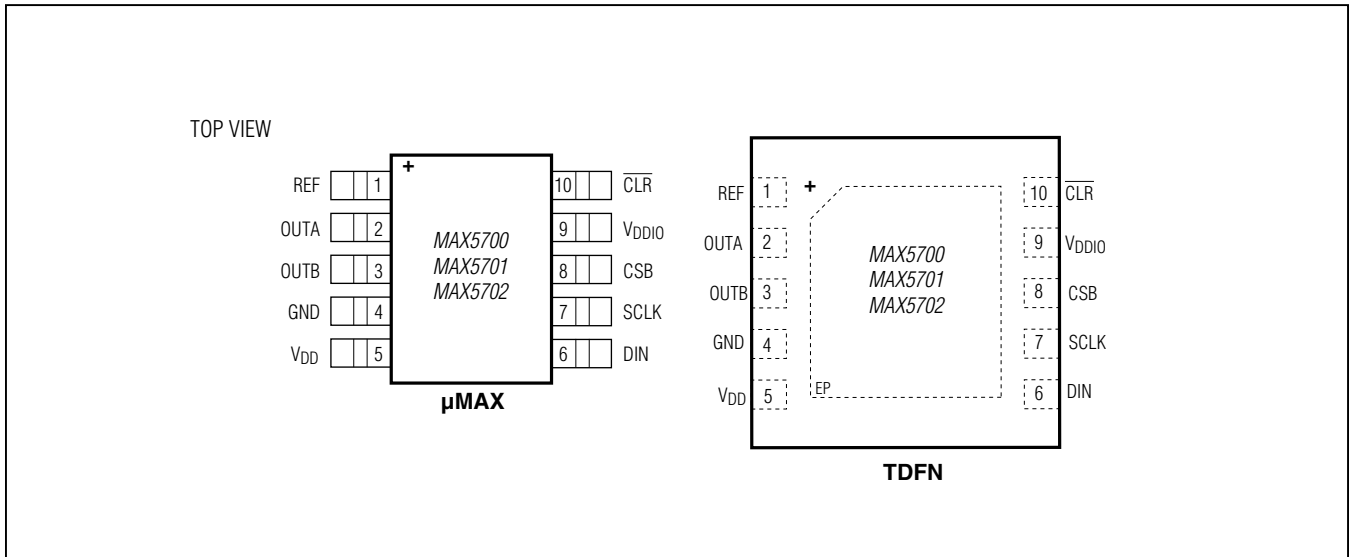 TOP VIEW
+
REF 1
OUTA 2
OUTB 3
GND 4
VDD 5
10 C̅L̅R̅
9 VDDIO
8 CSB
7 SCLK
6 DIN
MAX5700
MAX5701
MAX5702
µMAX
+
REF 1
OUTA 2
OUTB 3
GND 4
VDD 5
10 C̅L̅R̅
9 VDDIO
8 CSB
7 SCLK
6 DIN
MAX5700
MAX5701
MAX5702
EP
TDFN